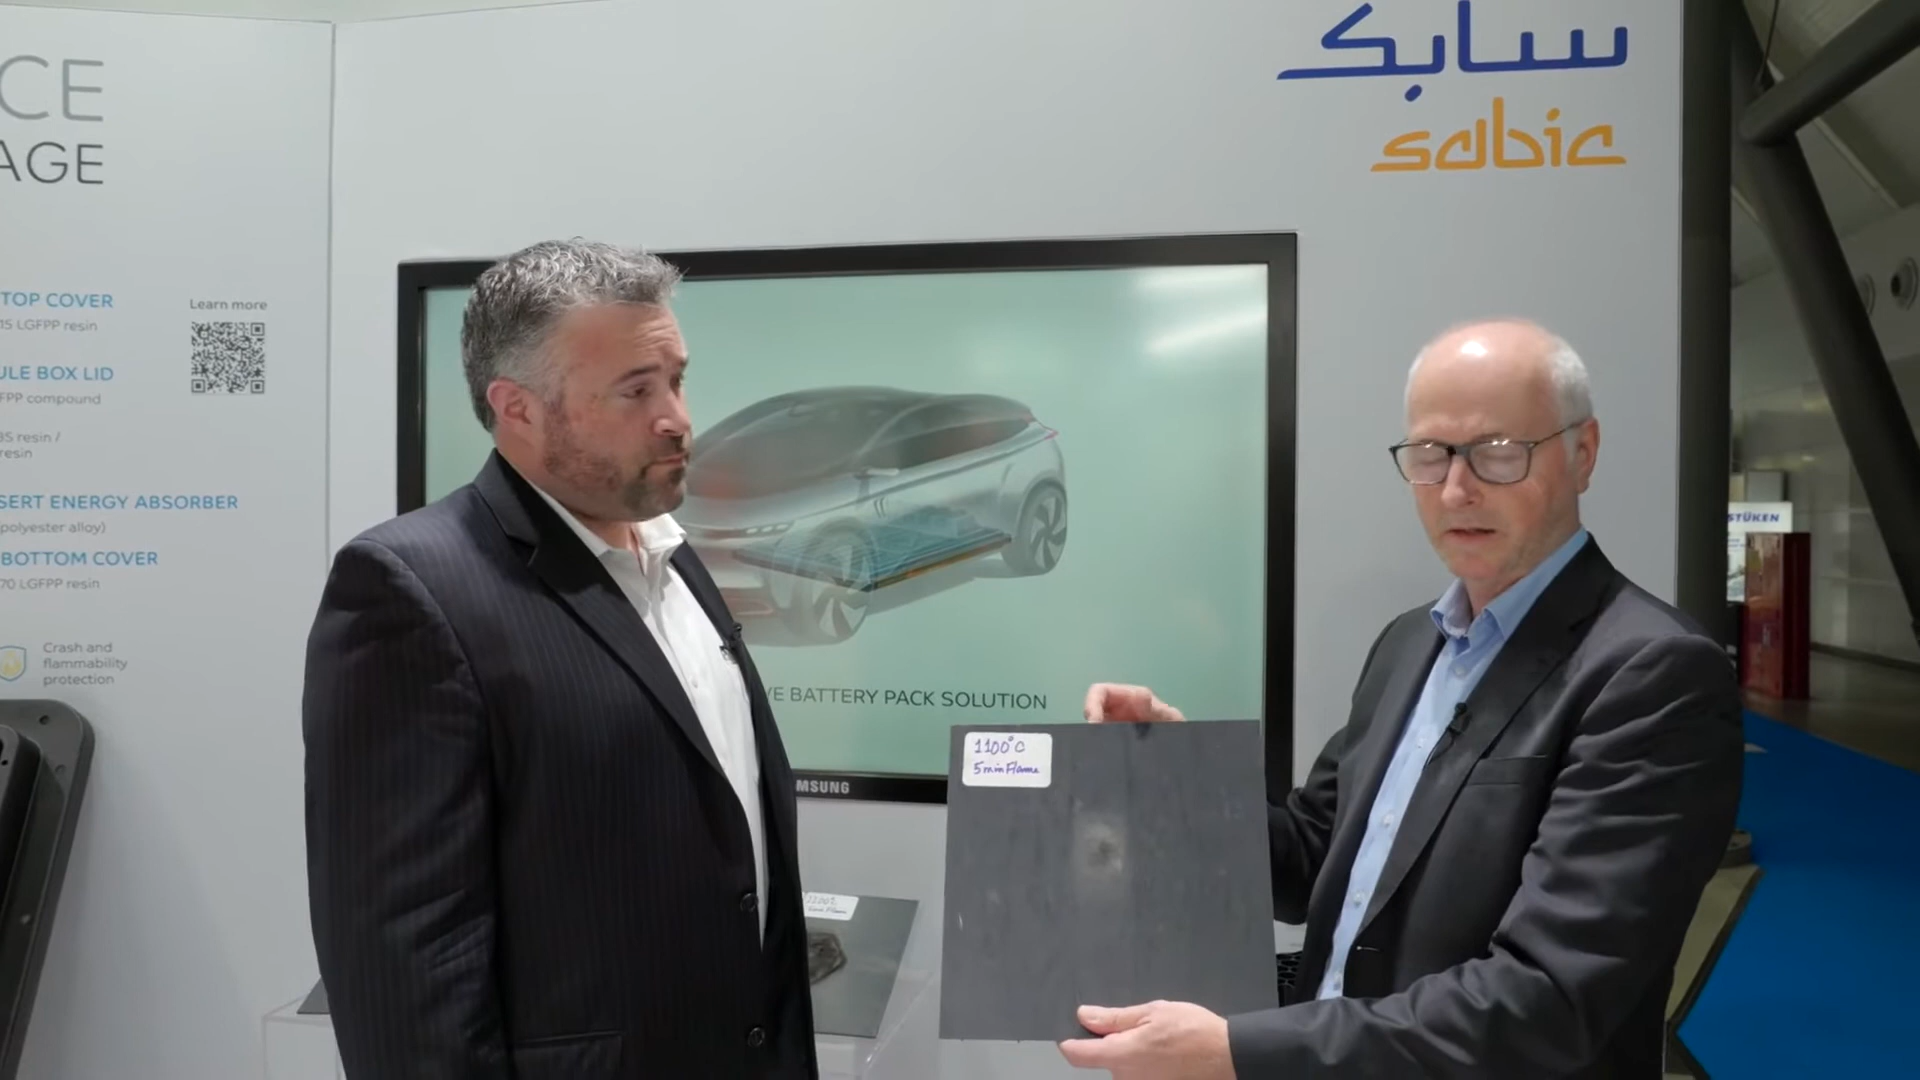 CE
AGE
TOP COVER
15 LGFPP resin
ULE BOX LID
FPP compound
35 resin /
resin
SERT ENERGY ABSORBER
(polyester alloy)
BOTTOM COVER
70 LGFPP resin
Crash and
flammability
protection
Learn more
سابك
sabic
VE BATTERY PACK SOLUTION
MSUNG
1100°C
5 min Flame
STÜKEN